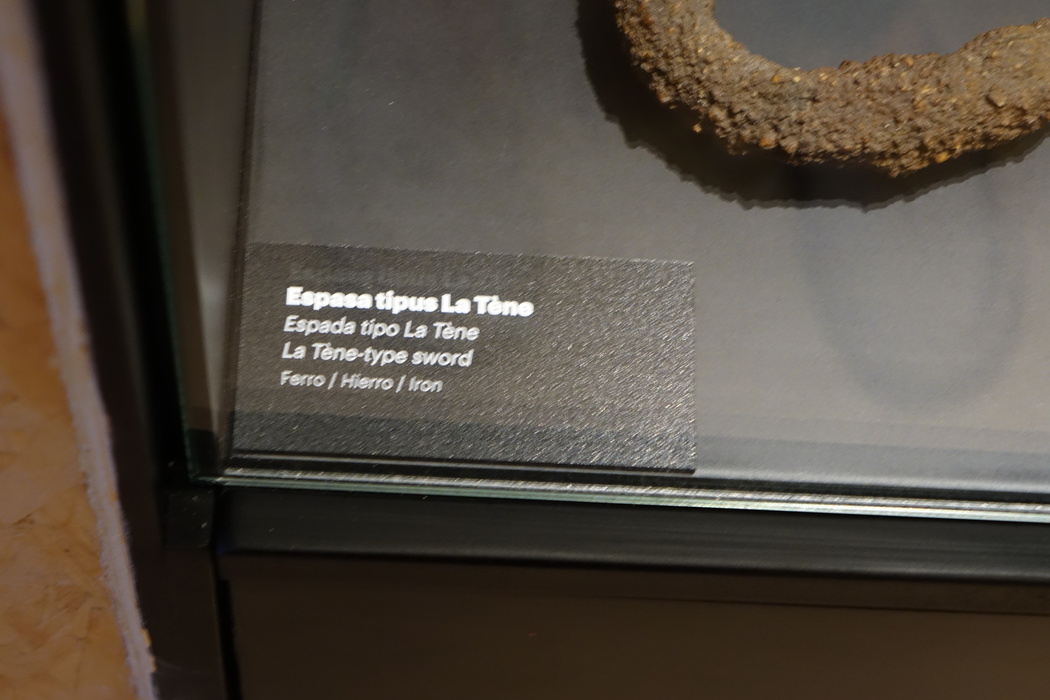 Espasa tipus La Tène
Espada tipo La Tène
La Tène-type sword
Ferro / Hierro / Iron